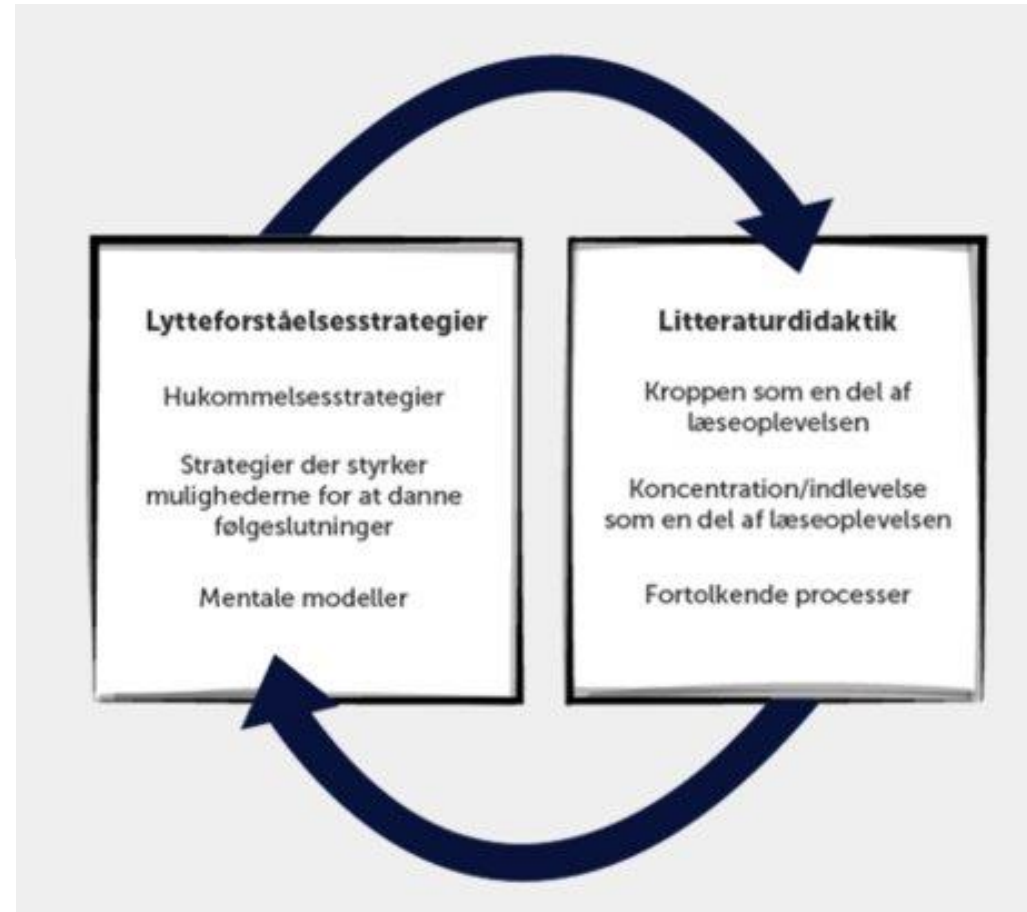 Lytteforståelsesstrategier
Hukommelsesstrategier
Strategier der styrker
mulighederne for at danne
følgeslutninger
Mentale modeller
Litteraturdidaktik
Kroppen som en del af
læseoplevelsen
Koncentration/indlevelse
som en del af læseoplevelsen
Fortolkende processer